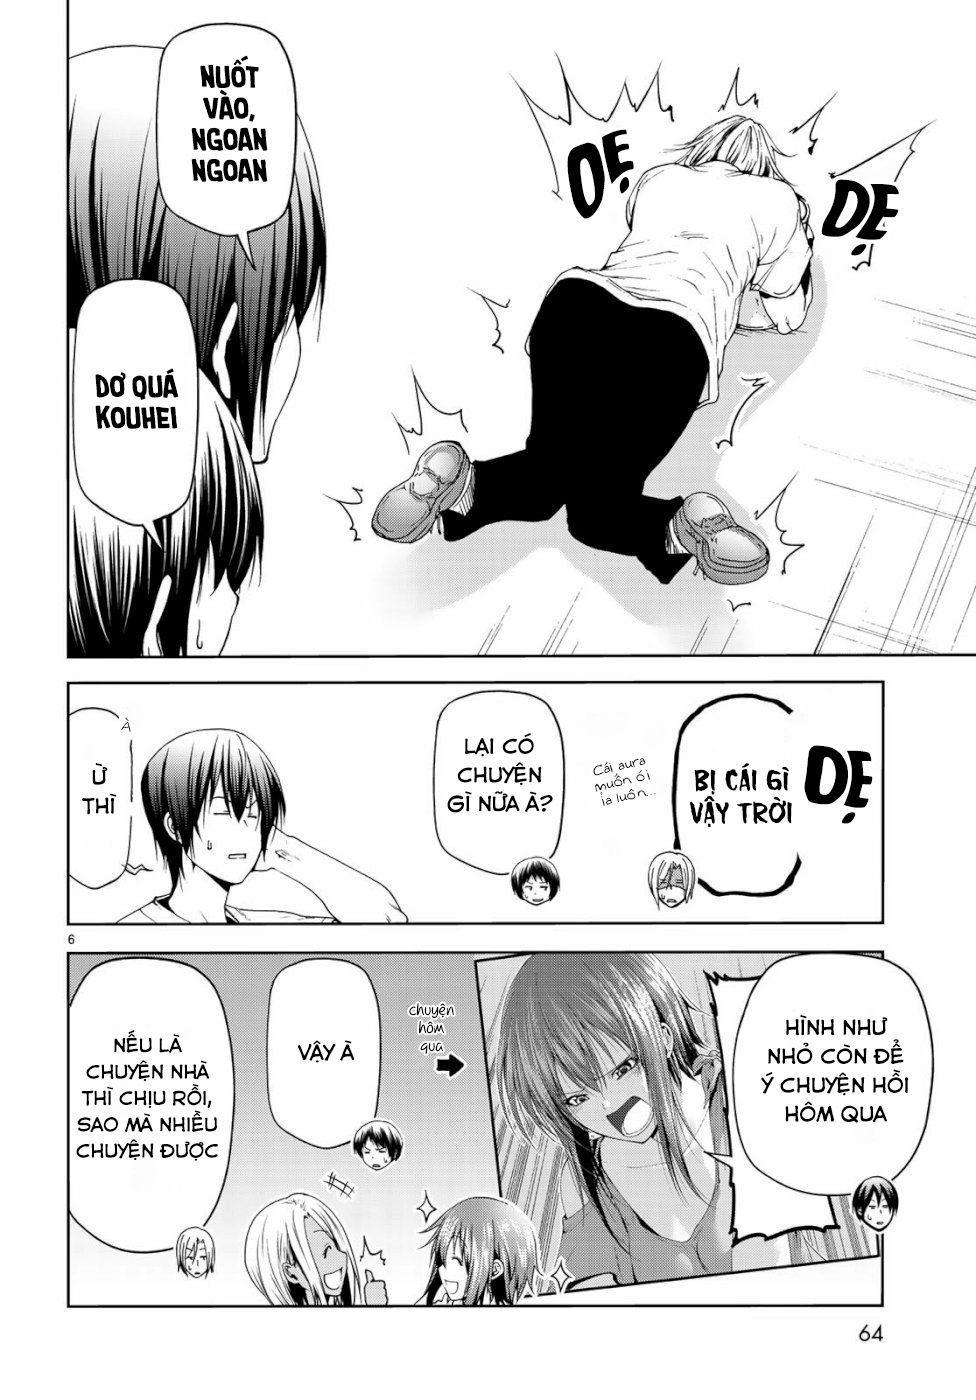 ỌẸ
DẸ
NUỐT
VÀO,
NGOAN
NGOAN
DƠ QUÁ
KOUHEI
DẸ
BỊ CÁI GÌ
VẬY TRỜI
Cái aura
muốn ói
ỉa luôn...
LẠI CÓ
CHUYỆN
GÌ NỮA À?
À
Ừ
THÌ
6
HÌNH NHƯ
NHỎ CÒN ĐỂ
Ý CHUYỆN HỒI
HÔM QUA
chuyện
hôm
qua
VẬY À
NẾU LÀ
CHUYỆN NHÀ
THÌ CHỊU RỒI,
SAO MÀ NHIỀU
CHUYỆN ĐƯỢC
64